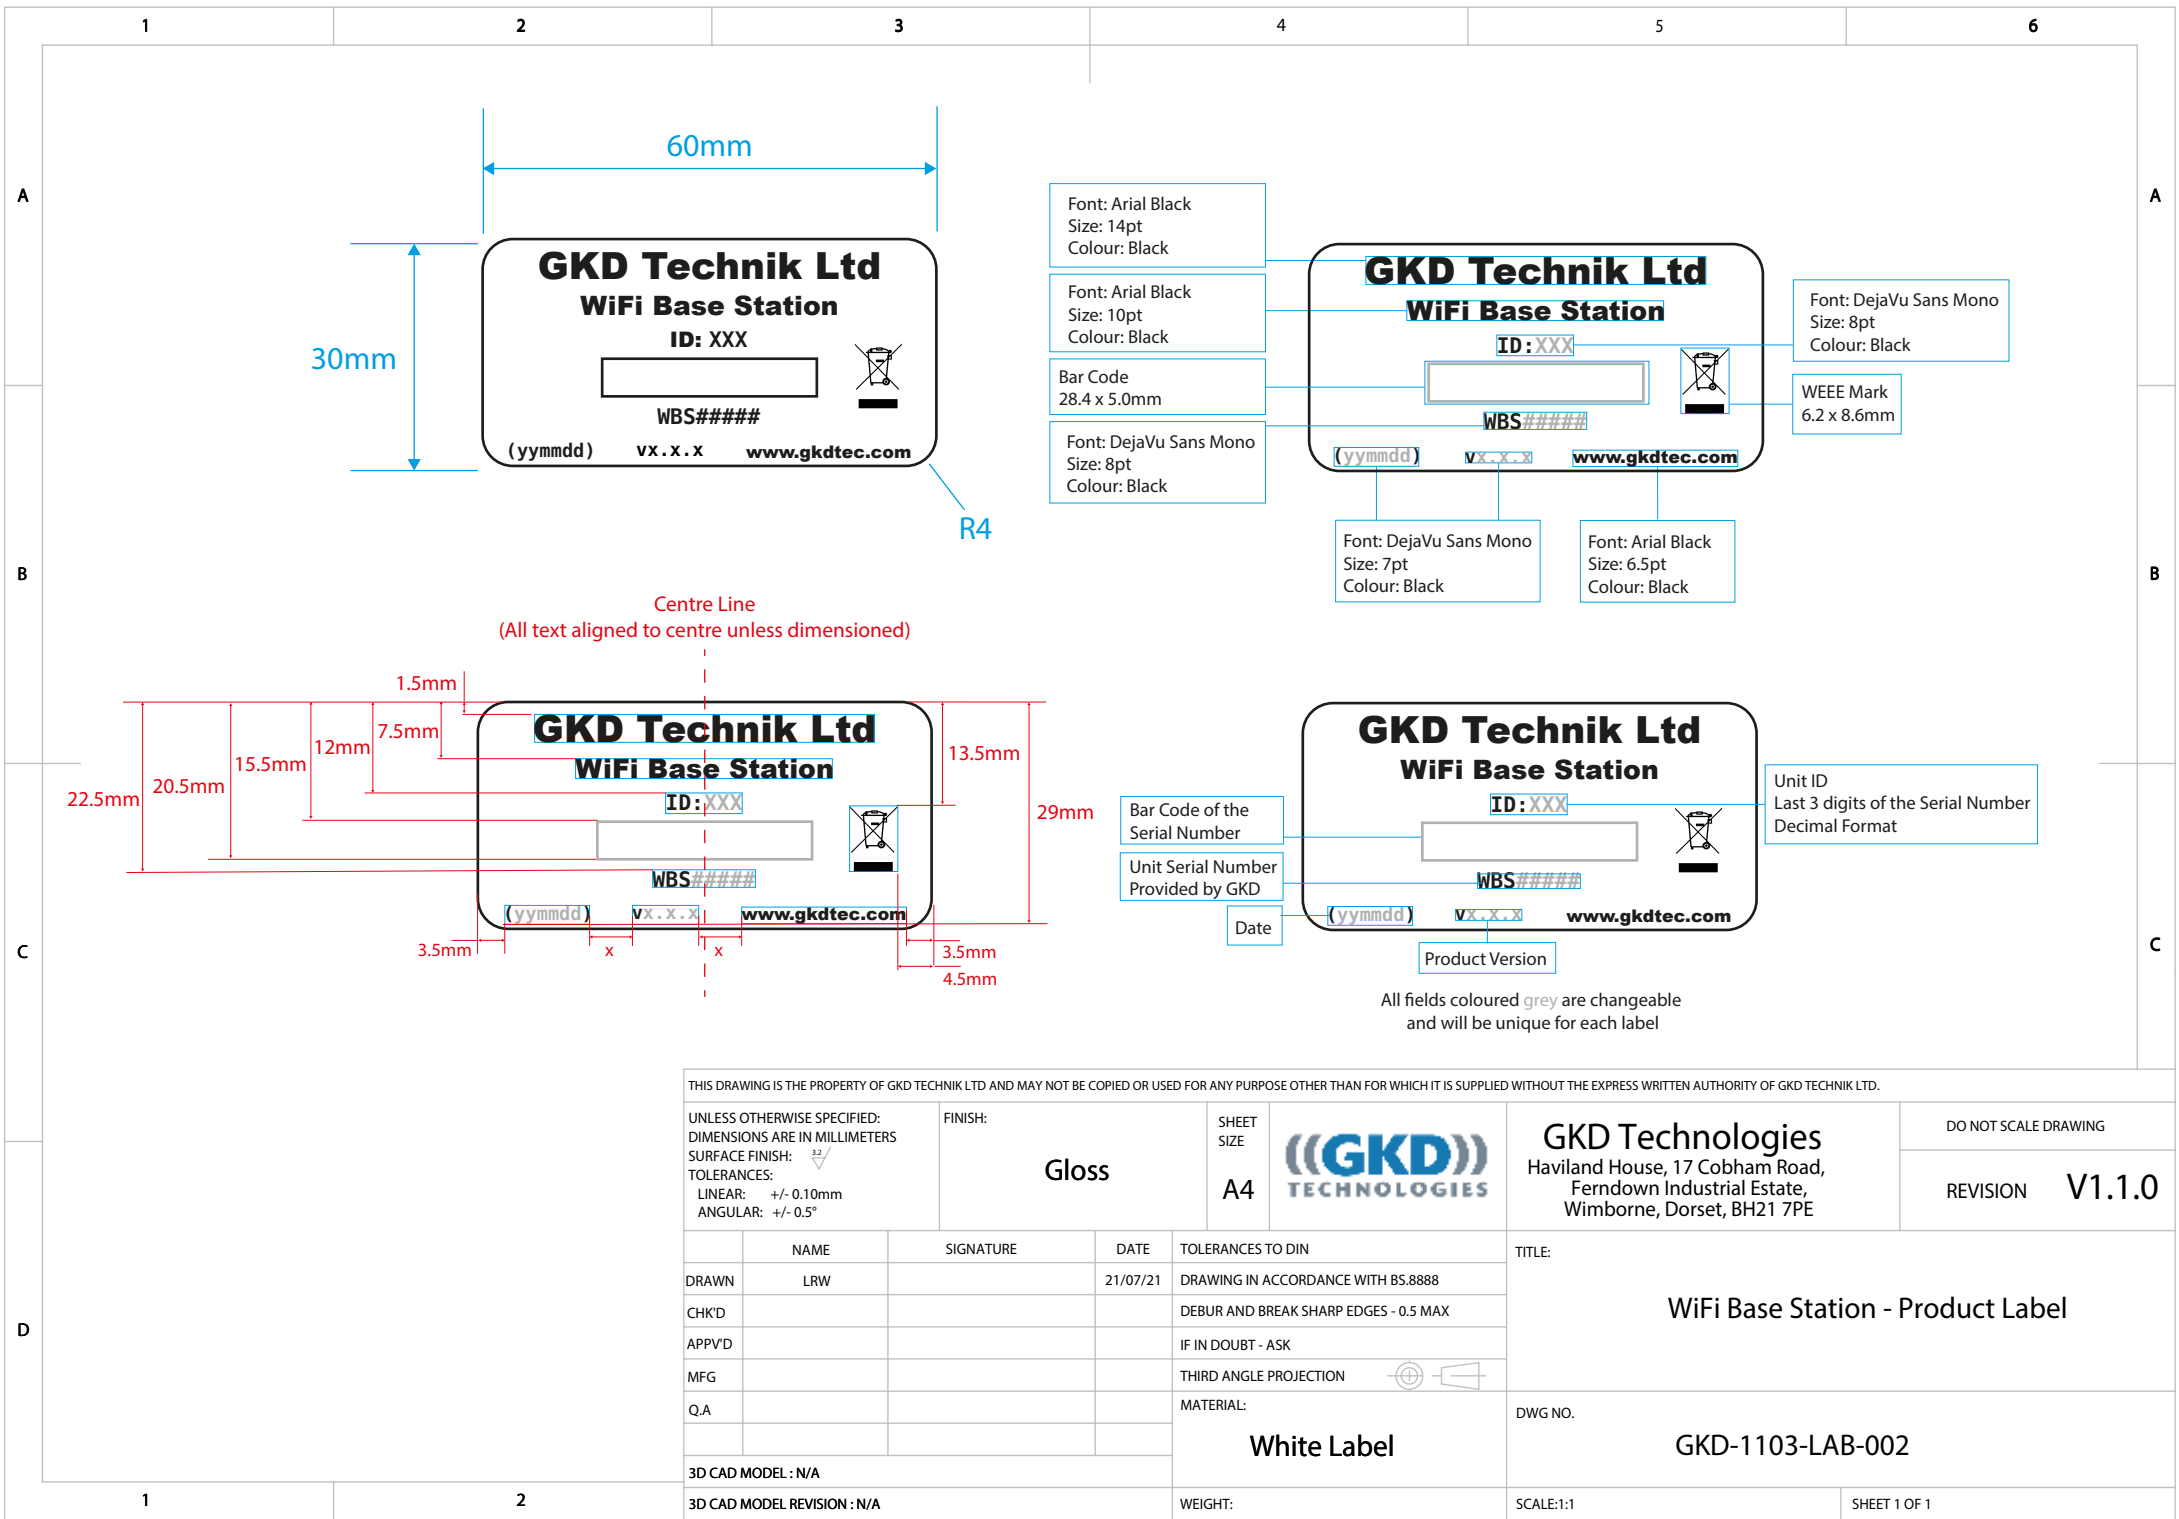 1 2 3 4 5 6
A A
B B
C C
D
1 2
60mm
30mm
R4
GKD Technik Ltd
WiFi Base Station
ID: XXX
WBS#####
(yymmdd) vx.x.x www.gkdtec.com
Font: Arial Black
Size: 14pt
Colour: Black
Font: Arial Black
Size: 10pt
Colour: Black
Bar Code
28.4 x 5.0mm
Font: DejaVu Sans Mono
Size: 8pt
Colour: Black
GKD Technik Ltd
WiFi Base Station
ID:XXX
WBS#####
(yymmdd) vx.x.x www.gkdtec.com
Font: DejaVu Sans Mono
Size: 8pt
Colour: Black
WEEE Mark
6.2 x 8.6mm
Font: DejaVu Sans Mono
Size: 7pt
Colour: Black
Font: Arial Black
Size: 6.5pt
Colour: Black
Centre Line
(All text aligned to centre unless dimensioned)
1.5mm
7.5mm
12mm
15.5mm
20.5mm
22.5mm
13.5mm
29mm
GKD Technik Ltd
WiFi Base Station
ID:XXX
WBS#####
(yymmdd) vx.x.x www.gkdtec.com
3.5mm x x 3.5mm
4.5mm
GKD Technik Ltd
WiFi Base Station
ID:XXX
WBS#####
(yymmdd) vx.x.x www.gkdtec.com
Bar Code of the
Serial Number
Unit Serial Number
Provided by GKD
Date
Product Version
Unit ID
Last 3 digits of the Serial Number
Decimal Format
All fields coloured grey are changeable
and will be unique for each label
THIS DRAWING IS THE PROPERTY OF GKD TECHNIK LTD AND MAY NOT BE COPIED OR USED FOR ANY PURPOSE OTHER THAN FOR WHICH IT IS SUPPLIED WITHOUT THE EXPRESS WRITTEN AUTHORITY OF GKD TECHNIK LTD.
UNLESS OTHERWISE SPECIFIED:
DIMENSIONS ARE IN MILLIMETERS
SURFACE FINISH: 3.2
TOLERANCES:
LINEAR: +/- 0.10mm
ANGULAR: +/- 0.5°
FINISH:
Gloss
SHEET
SIZE
A4
((GKD))
TECHNOLOGIES
GKD Technologies
Haviland House, 17 Cobham Road,
Ferndown Industrial Estate,
Wimborne, Dorset, BH21 7PE
DO NOT SCALE DRAWING
REVISION V1.1.0
NAME SIGNATURE DATE
DRAWN LRW 21/07/21
CHK'D
APPV'D
MFG
Q.A
3D CAD MODEL : N/A
3D CAD MODEL REVISION : N/A
TOLERANCES TO DIN
DRAWING IN ACCORDANCE WITH BS.8888
DEBUR AND BREAK SHARP EDGES - 0.5 MAX
IF IN DOUBT - ASK
THIRD ANGLE PROJECTION
MATERIAL:
White Label
WEIGHT:
TITLE:
WiFi Base Station - Product Label
DWG NO.
GKD-1103-LAB-002
SCALE:1:1
SHEET 1 OF 1